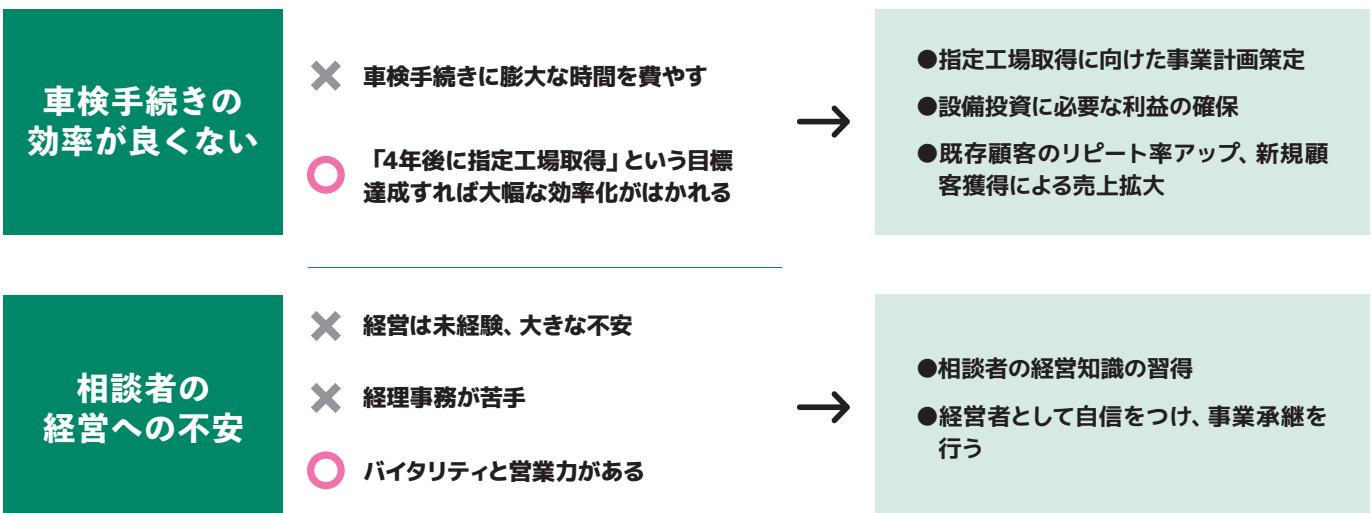 車検手続きの
効率が良くない
車検手続きに膨大な時間を費やす
「4年後に指定工場取得」という目標
達成すれば大幅な効率化がはかれる
●指定工場取得に向けた事業計画策定
●設備投資に必要な利益の確保
●既存顧客のリピート率アップ、新規顧
客獲得による売上拡大
相談者の
経営への不安
経営は未経験、大きな不安
経理事務が苦手
バイタリティと営業力がある
●相談者の経営知識の習得
●経営者として自信をつけ、事業承継を
行う